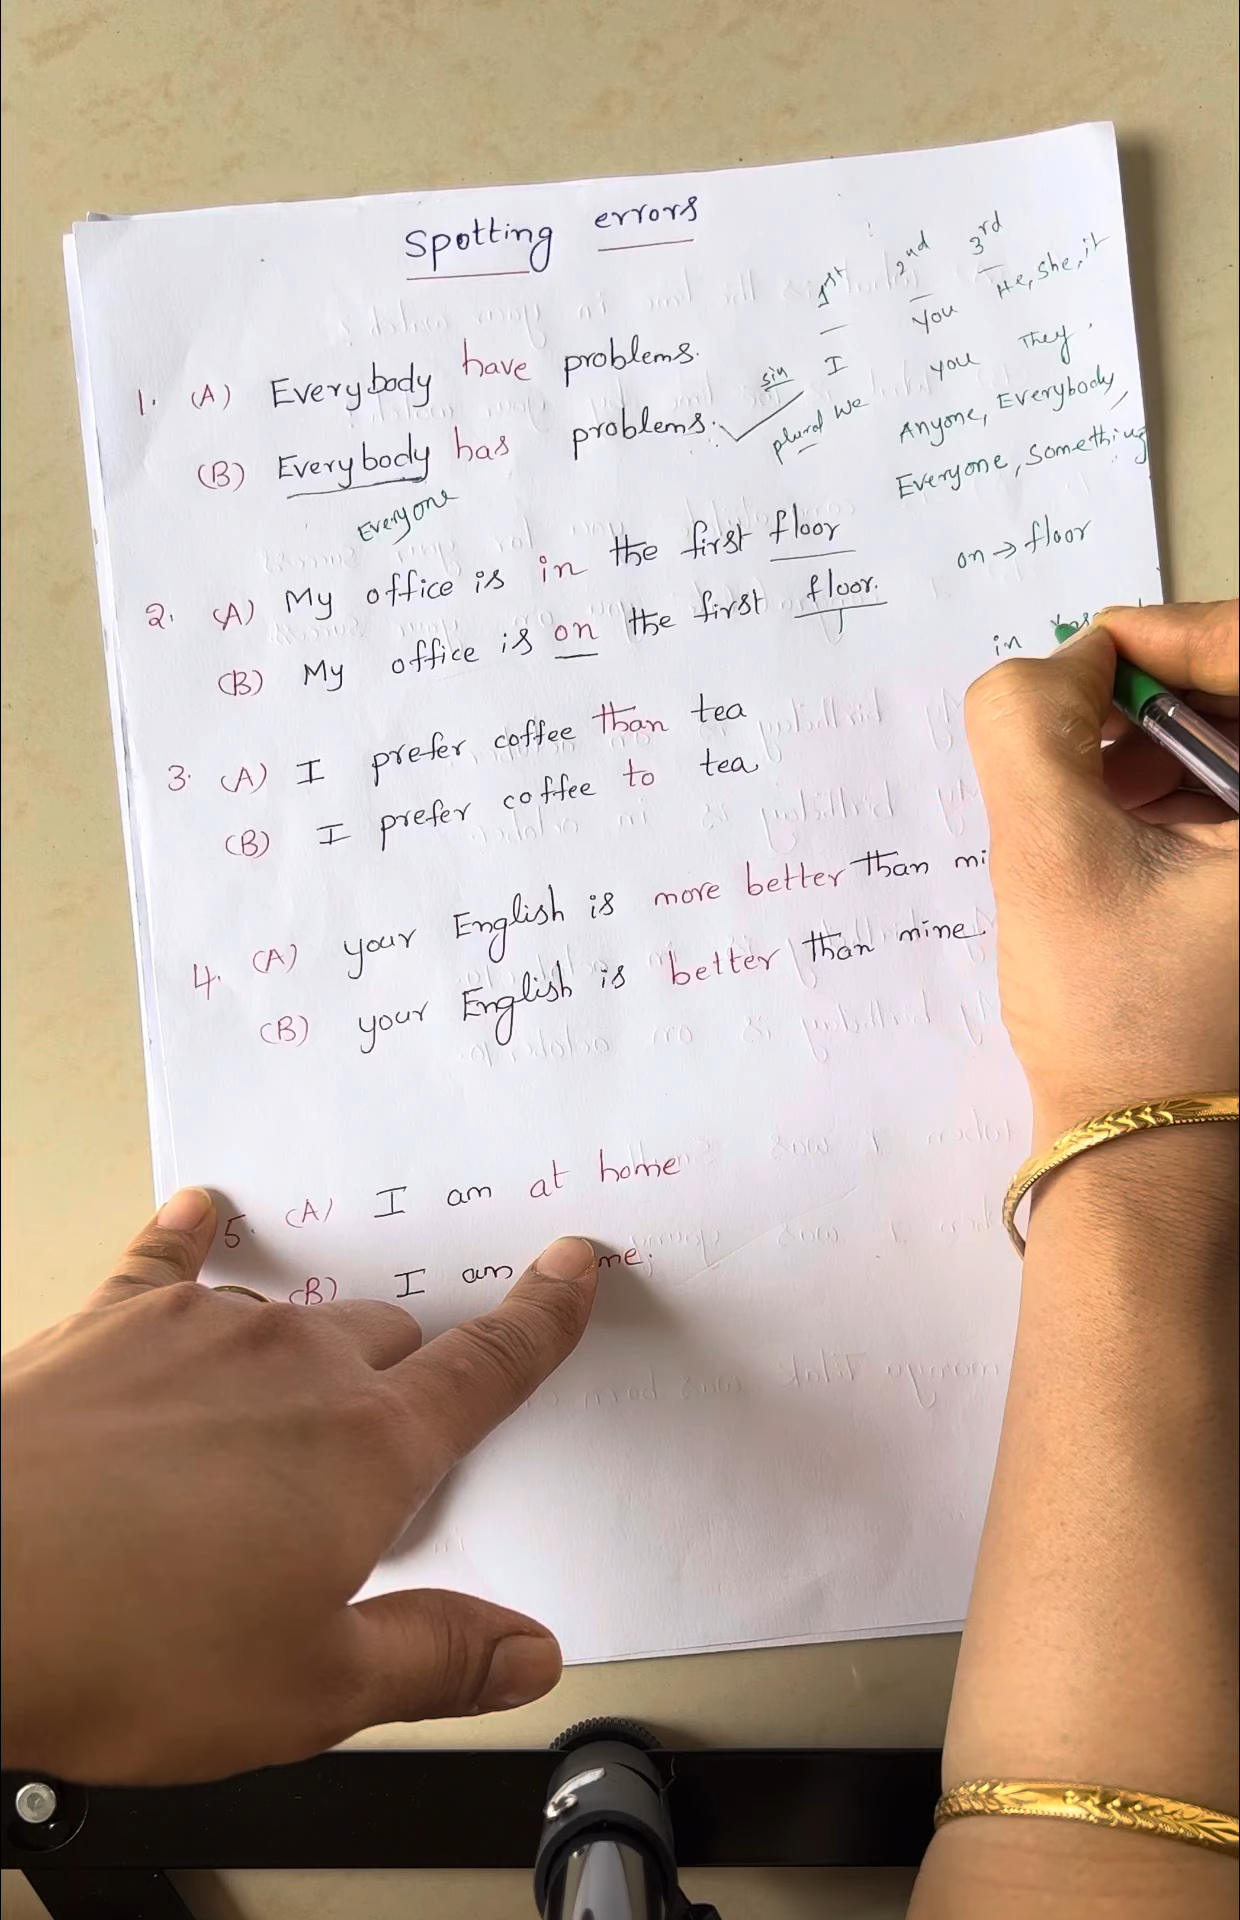 Spotting errors
1. (A) Everybody have problems.
(B) Everybody has problems.
Everyone
1st 2nd 3rd
sin I You He, She, it
plural We you They
Anyone, Everybody,
Everyone, Something
2. (A) My office is in the first floor
(B) My office is on the first floor.
on → floor
in
3. (A) I prefer coffee than tea
(B) I prefer coffee to tea
4. (A) your English is more better than mi
(B) your English is better than mine.
5. (A) I am at home
(B) I am me.